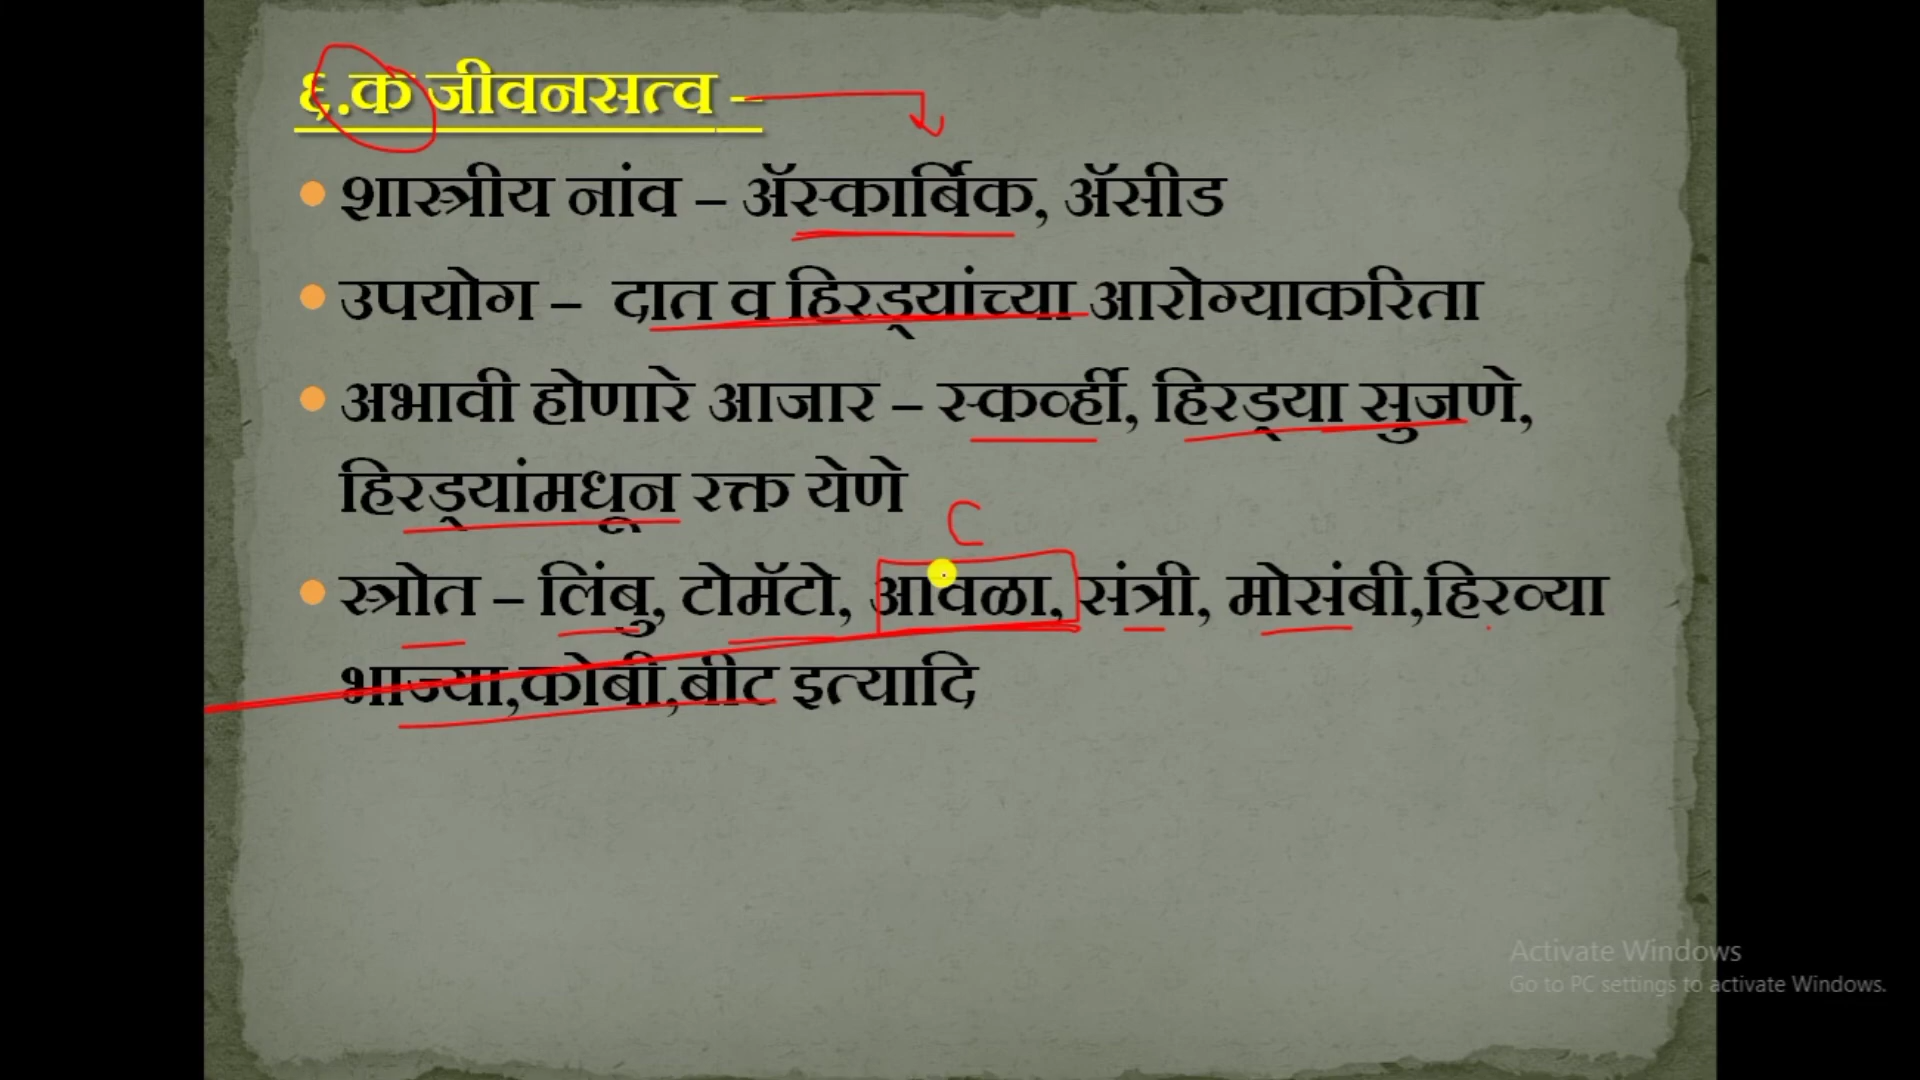 ६.क जीवनसत्व –
शास्त्रीय नांव – ॲस्कार्बिक, ॲसीड
उपयोग – दात व हिरड्यांच्या आरोग्याकरिता
अभावी होणारे आजार – स्कर्व्ही, हिरड्या सुजणे,
हिरड्यांमधून रक्त येणे
C
स्त्रोत – लिंबु, टोमॅटो, आवळा, संत्री, मोसंबी,हिरव्या
भाज्या,कोबी,बीट इत्यादि
Activate Windows
Go to PC settings to activate Windows.